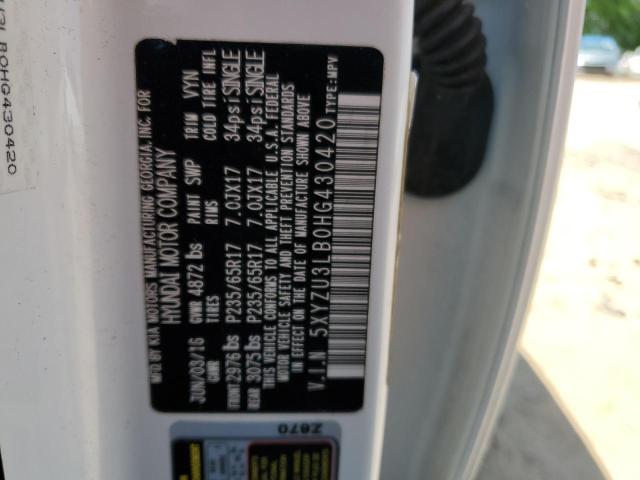 MFD BY KIA MOTORS MANUFACTURING GEORGIA, INC. FOR
HYUNDAI MOTOR COMPANY
JUN/03/16 GVWR 4872 lbs PAINT SWP TRIM VYN
GAWR TIRES RIMS COLD TIRE INFL
FRONT 2976 lbs P235/65R17 7.0JX17 34psi SINGLE
REAR 3075 lbs P235/65R17 7.0JX17 34psi SINGLE
THIS VEHICLE CONFORMS TO ALL APPLICABLE U.S.A. FEDERAL
MOTOR VEHICLE SAFETY AND THEFT PREVENTION STANDARDS
IN EFFECT ON THE DATE OF MANUFACTURE SHOWN ABOVE
V.I.N 5XYZU3LB0HG430420 TYPE:MPV
U3LB0HG430420
Z670